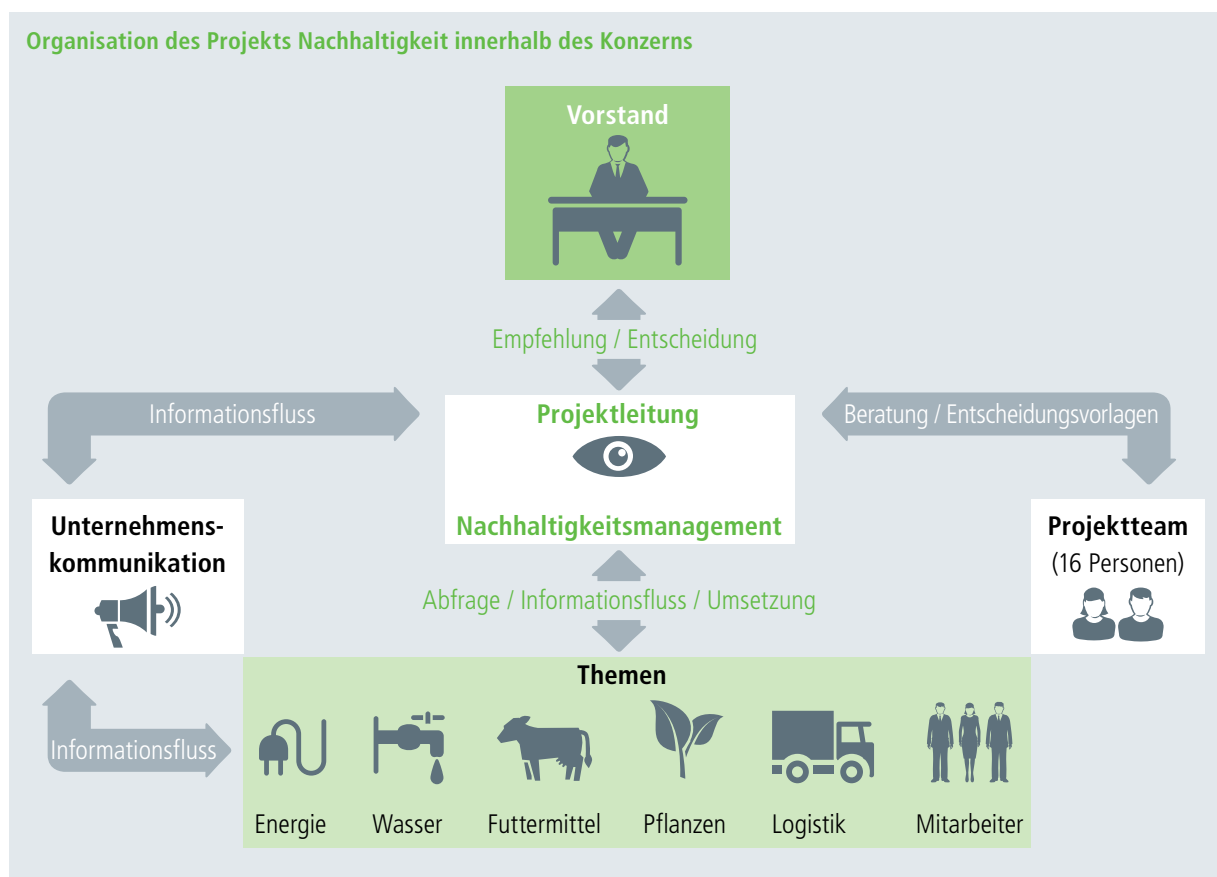 Organisation des Projekts Nachhaltigkeit innerhalb des Konzerns
Vorstand
Empfehlung / Entscheidung
Informationsfluss
Projektleitung
Beratung / Entscheidungsvorlagen
Nachhaltigkeitsmanagement
Unternehmens-
kommunikation
Projektteam
(16 Personen)
Abfrage / Informationsfluss / Umsetzung
Themen
Informationsfluss
Energie
Wasser
Futtermittel
Pflanzen
Logistik
Mitarbeiter